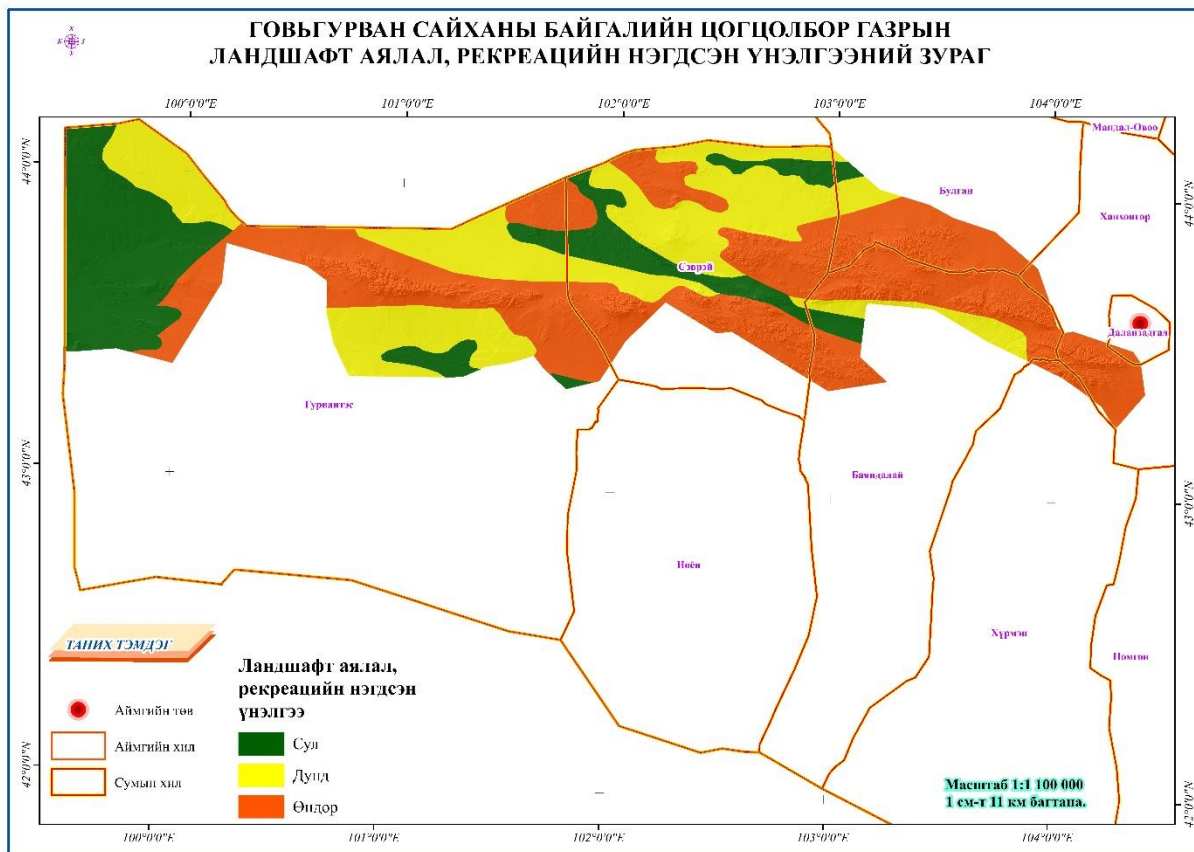 ГОВЬГУРВАН САЙХАНЫ БАЙГАЛИЙН ЦОГЦОЛБОР ГАЗРЫН
ЛАНДШАФТ АЯЛАЛ, РЕКРЕАЦИЙН НЭГДСЭН ҮНЭЛГЭЭНИЙ ЗУРАГ
Х
Б З
У
100°0'0"E 101°0'0"E 102°0'0"E 103°0'0"E 104°0'0"E
Мандал-Овоо
44°0'0"N
Булган
44°0'0"N
Ханхонгор
Сэврэй
Даланзадгад
Гурвантэс
43°0'0"N
Баяндалай
43°0'0"N
Ноён
Хүрмэн
Номгон
ТАНИХ ТЭМДЭГ
Аймгийн төв
Аймгийн хил
Сумын хил
Ландшафт аялал,
рекреацийн нэгдсэн
үнэлгээ
Сул
Дунд
Өндөр
42°0'0"N
Масштаб 1:1 100 000
1 см-т 11 км багтана.
42°0'0"N
100°0'0"E 101°0'0"E 102°0'0"E 103°0'0"E 104°0'0"E